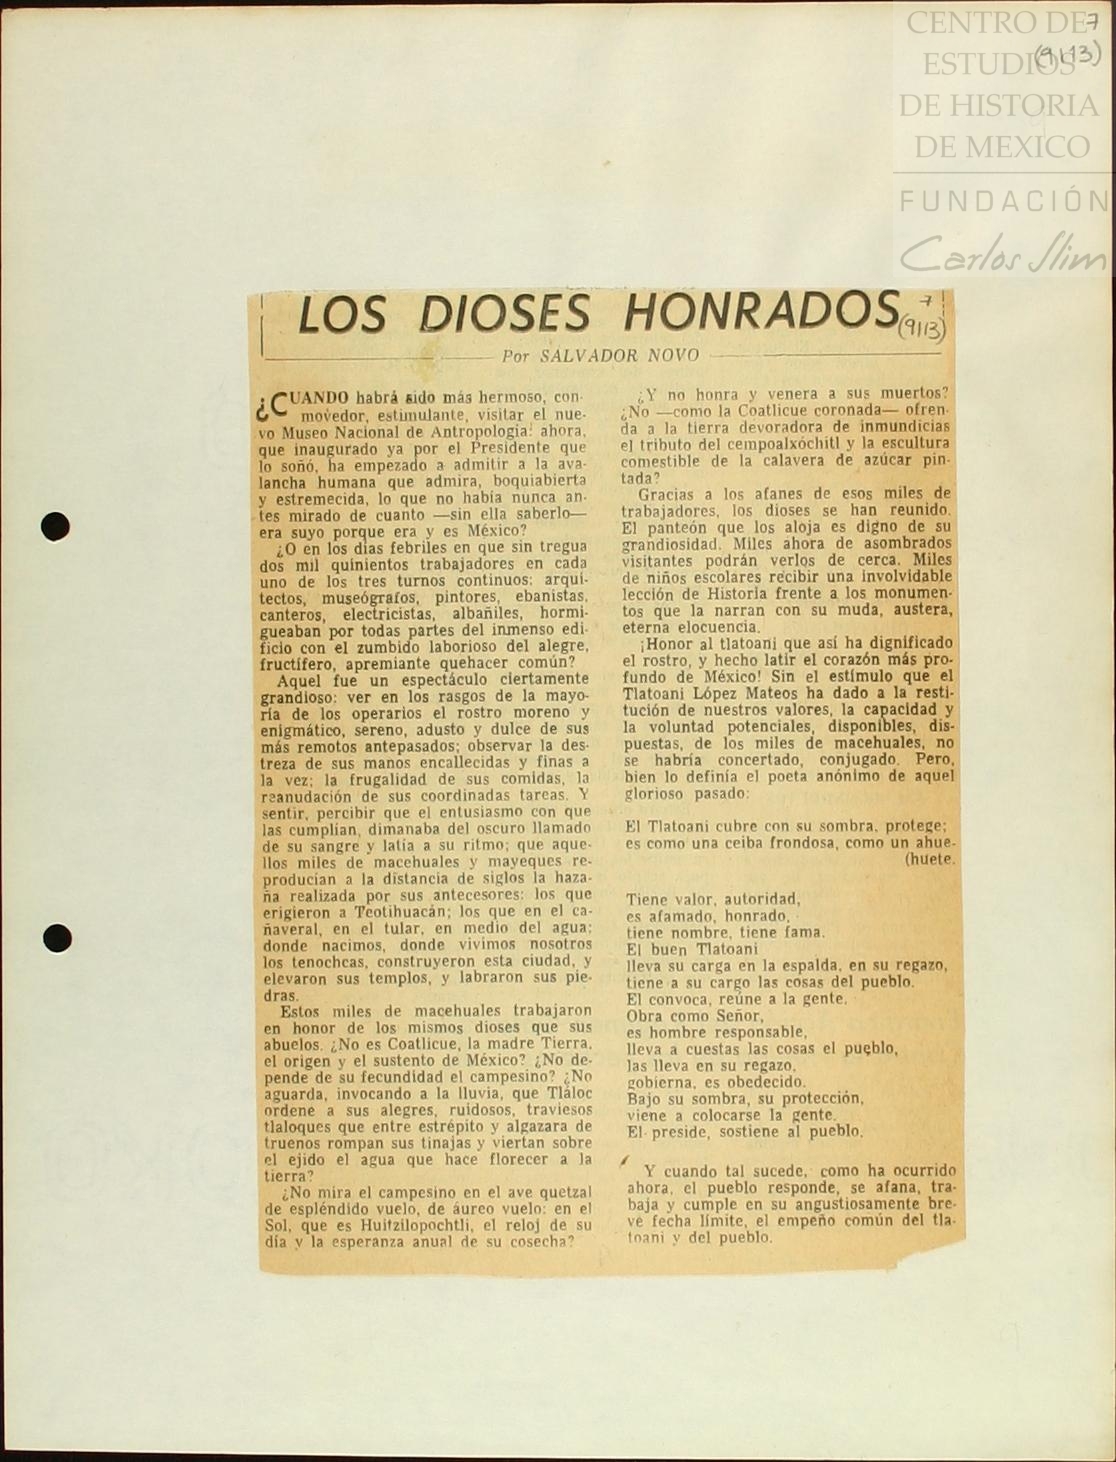 CENTRO DE
ESTUDIOS
DE HISTORIA
DE MEXICO
FUNDACIÓN
Carlos Slim
7
(9113)
LOS DIOSES HONRADOS
7
(9113)
Por SALVADOR NOVO
¿CUANDO habrá sido más hermoso, con-
movedor, estimulante, visitar el nue-
vo Museo Nacional de Antropología: ahora,
que inaugurado ya por el Presidente que
lo soñó, ha empezado a admitir a la ava-
lancha humana que admira, boquiabierta
y estremecida, lo que no había nunca an-
tes mirado de cuanto —sin ella saberlo—
era suyo porque era y es México?
¿O en los días febriles en que sin tregua
dos mil quinientos trabajadores en cada
uno de los tres turnos continuos: arqui-
tectos, museógrafos, pintores, ebanistas,
canteros, electricistas, albañiles, hormi-
gueaban por todas partes del inmenso edi-
ficio con el zumbido laborioso del alegre,
fructífero, apremiante quehacer común?
Aquel fue un espectáculo ciertamente
grandioso: ver en los rasgos de la mayo-
ría de los operarios el rostro moreno y
enigmático, sereno, adusto y dulce de sus
más remotos antepasados; observar la des-
treza de sus manos encallecidas y finas a
la vez; la frugalidad de sus comidas, la
reanudación de sus coordinadas tareas. Y
sentir, percibir que el entusiasmo con que
las cumplían, dimanaba del oscuro llamado
de su sangre y latía a su ritmo; que aque-
llos miles de macehuales y mayeques re-
producían a la distancia de siglos la haza-
ña realizada por sus antecesores: los que
erigieron a Teotihuacán; los que en el ca-
ñaveral, en el tular, en medio del agua;
donde nacimos, donde vivimos nosotros
los tenochcas, construyeron esta ciudad, y
elevaron sus templos, y labraron sus pie-
dras.
Estos miles de macehuales trabajaron
en honor de los mismos dioses que sus
abuelos. ¿No es Coatlicue, la madre Tierra,
el origen y el sustento de México? ¿No de-
pende de su fecundidad el campesino? ¿No
aguarda, invocando a la lluvia, que Tláloc
ordene a sus alegres, ruidosos, traviesos
tlaloques que entre estrépito y algazara de
truenos rompan sus tinajas y viertan sobre
el ejido el agua que hace florecer a la
tierra?
¿No mira el campesino en el ave quetzal
de espléndido vuelo, de áureo vuelo: en el
Sol, que es Huitzilopochtli, el reloj de su
día y la esperanza anual de su cosecha?
¿Y no honra y venera a sus muertos?
¿No —como la Coatlicue coronada— ofren-
da a la tierra devoradora de inmundicias
el tributo del cempoalxóchitl y la escultura
comestible de la calavera de azúcar pin-
tada?
Gracias a los afanes de esos miles de
trabajadores, los dioses se han reunido.
El panteón que los aloja es digno de su
grandiosidad. Miles ahora de asombrados
visitantes podrán verlos de cerca. Miles
de niños escolares recibir una involvidable
lección de Historia frente a los monumen-
tos que la narran con su muda, austera,
eterna elocuencia.
¡Honor al tlatoani que así ha dignificado
el rostro, y hecho latir el corazón más pro-
fundo de México! Sin el estímulo que el
Tlatoani López Mateos ha dado a la resti-
tución de nuestros valores, la capacidad y
la voluntad potenciales, disponibles, dis-
puestas, de los miles de macehuales, no
se habría concertado, conjugado. Pero,
bien lo definía el poeta anónimo de aquel
glorioso pasado:
El Tlatoani cubre con su sombra, protege;
es como una ceiba frondosa, como un ahue-
(huete.
Tiene valor, autoridad,
es afamado, honrado,
tiene nombre, tiene fama.
El buen Tlatoani
lleva su carga en la espalda, en su regazo,
tiene a su cargo las cosas del pueblo.
El convoca, reúne a la gente.
Obra como Señor,
es hombre responsable,
lleva a cuestas las cosas el pueblo,
las lleva en su regazo,
gobierna, es obedecido.
Bajo su sombra, su protección,
viene a colocarse la gente.
El preside, sostiene al pueblo.
Y cuando tal sucede, como ha ocurrido
ahora, el pueblo responde, se afana, tra-
baja y cumple en su angustiosamente bre-
ve fecha límite, el empeño común del tla-
toani y del pueblo.